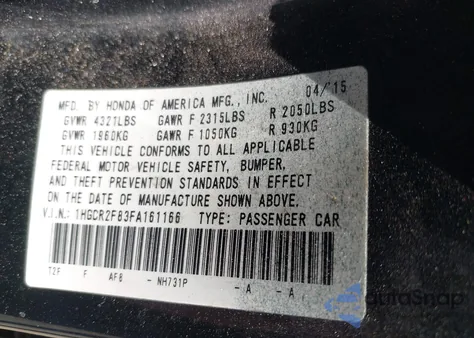 MFD. BY HONDA OF AMERICA MFG., INC. 04/'15
GVWR 4321LBS GAWR F 2315LBS R 2050LBS
GVWR 1960KG GAWR F 1050KG R 930KG
THIS VEHICLE CONFORMS TO ALL APPLICABLE
FEDERAL MOTOR VEHICLE SAFETY, BUMPER,
AND THEFT PREVENTION STANDARDS IN EFFECT
ON THE DATE OF MANUFACTURE SHOWN ABOVE.
V.I.N.: 1HGCR2F83FA161166 TYPE: PASSENGER CAR
T2F F AF8 - NH731P -A -A
AutoSnap